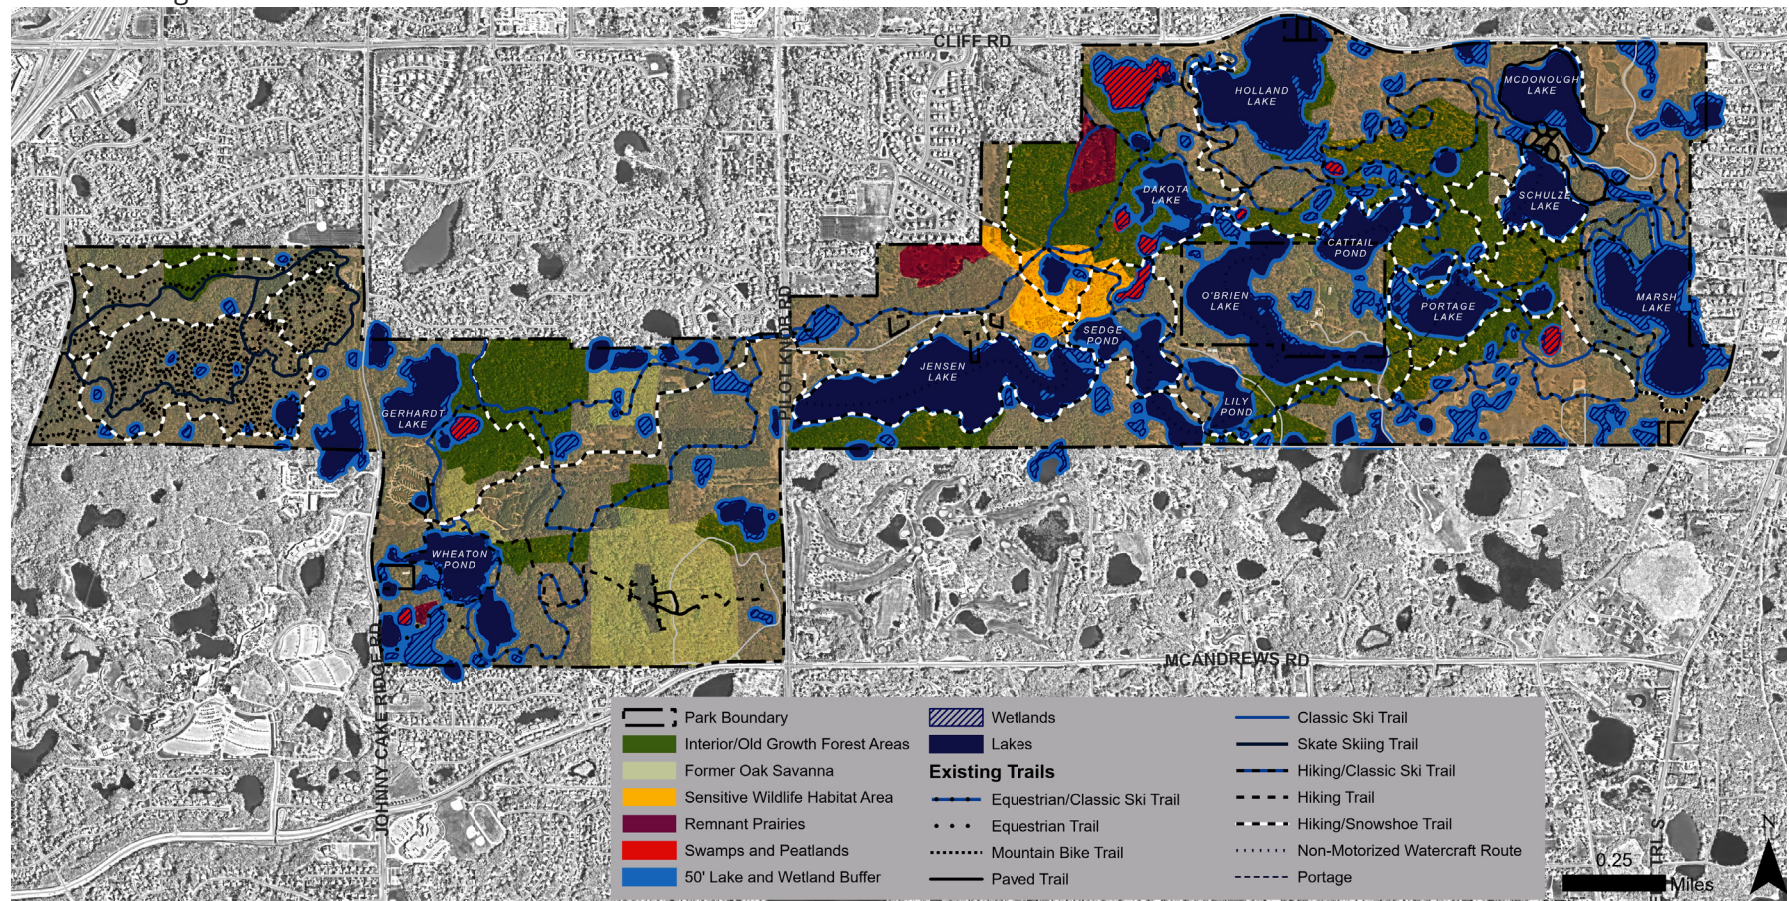 CLIFF RD
HOLLAND
LAKE
MCDONOUGH
LAKE
DAKOTA
LAKE
SCHULZE
LAKE
CATTAIL
POND
O'BRIEN
LAKE
PORTAGE
LAKE
MARSH
LAKE
SEDGE
POND
JENSEN
LAKE
LILY
POND
GERHARDT
LAKE
WHEATON
POND
PILOT KNOB RD
JOHNNY CAKE RIDGE RD
MCANDREWS RD
Park Boundary
Interior/Old Growth Forest Areas
Former Oak Savanna
Sensitive Wildlife Habitat Area
Remnant Prairies
Swamps and Peatlands
50' Lake and Wetland Buffer
Wetlands
Lakes
Existing Trails
Equestrian/Classic Ski Trail
Equestrian Trail
Mountain Bike Trail
Paved Trail
Classic Ski Trail
Skate Skiing Trail
Hiking/Classic Ski Trail
Hiking Trail
Hiking/Snowshoe Trail
Non-Motorized Watercraft Route
Portage
TRL S
0.25
Miles
N